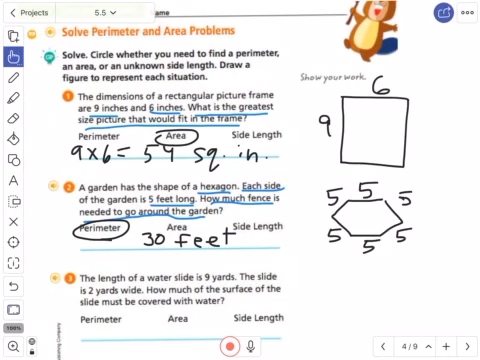 Projects
5.5
ame
Solve Perimeter and Area Problems
Solve. Circle whether you need to find a perimeter,
an area, or an unknown side length. Draw a
figure to represent each situation.
Show your work.
1 The dimensions of a rectangular picture frame
are 9 inches and 6 inches. What is the greatest
size picture that would fit in the frame?
Perimeter Area Side Length
9x6= 54 sq. in.
6
9
2 A garden has the shape of a hexagon. Each side
of the garden is 5 feet long. How much fence is
needed to go around the garden?
Perimeter Area Side Length
30 feet
5 5 5
5 5 5
3 The length of a water slide is 9 yards. The slide
is 2 yards wide. How much of the surface of the
slide must be covered with water?
Perimeter Area Side Length
100%
4 / 9